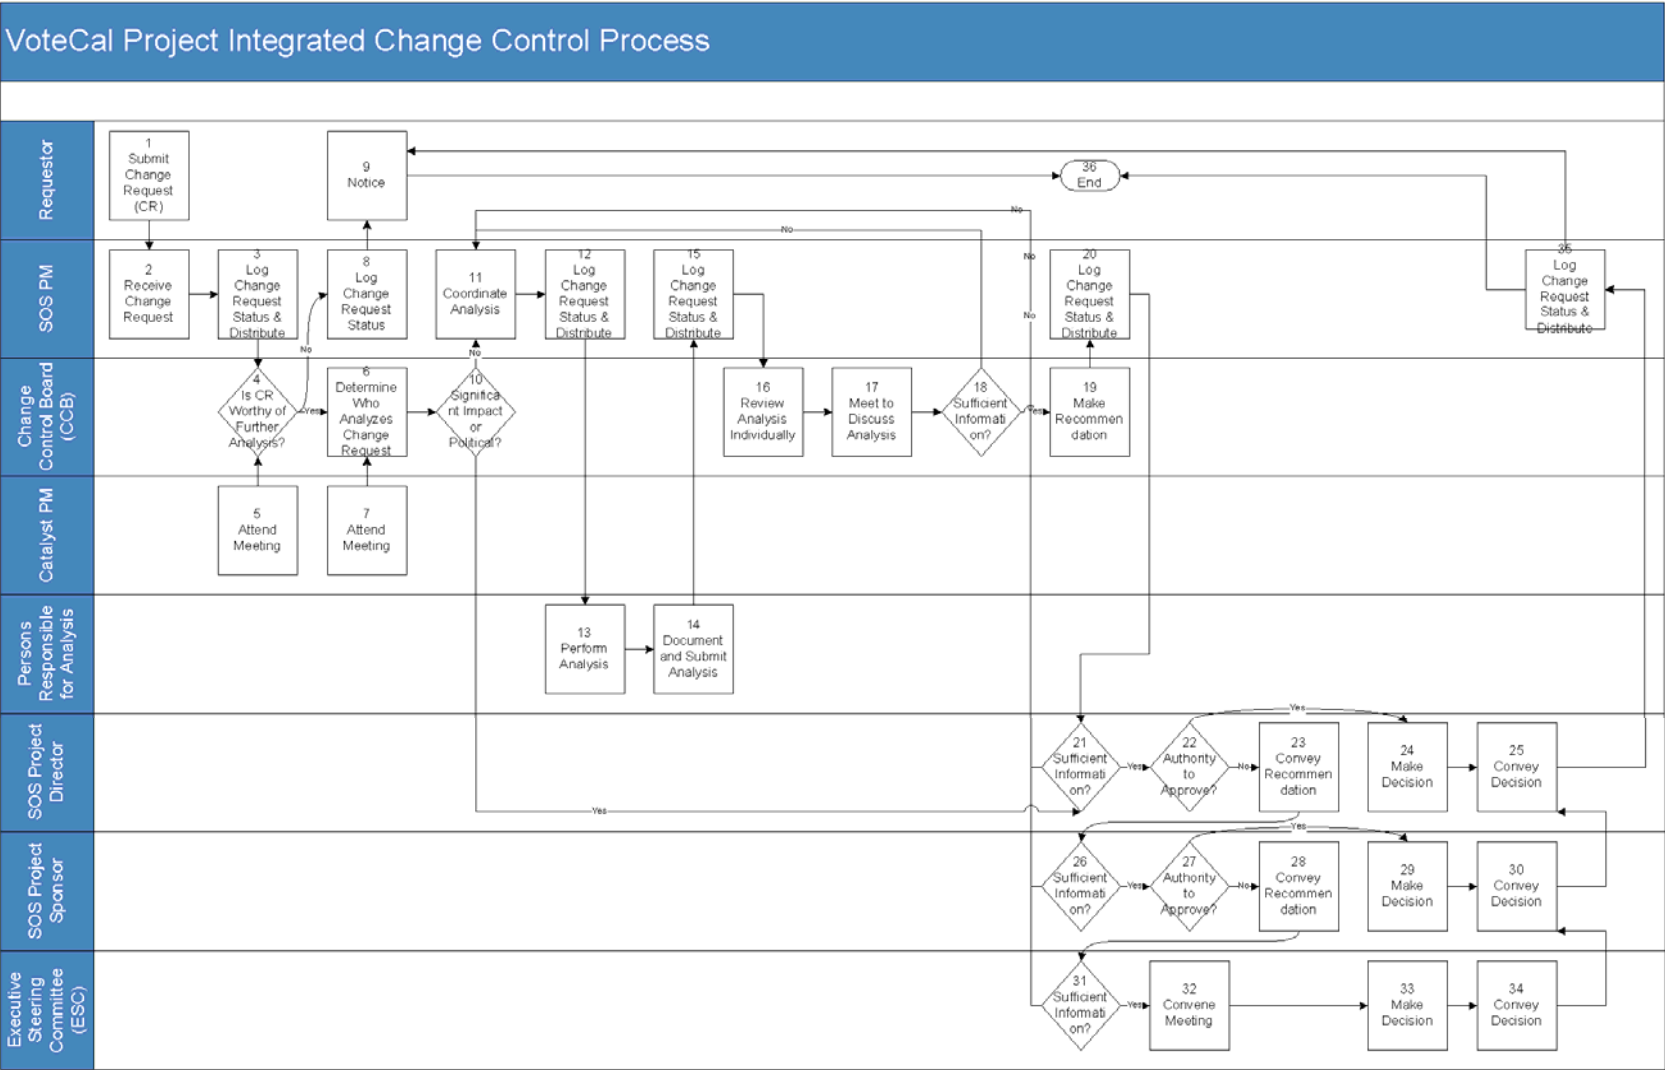 VoteCal Project Integrated Change Control Process
Requestor
1
Submit
Change
Request
(CR)
9
Notice
36
End
No
No
SOS PM
2
Receive
Change
Request
3
Log
Change
Request
Status &
Distribute
8
Log
Change
Request
Status
11
Coordinate
Analysis
12
Log
Change
Request
Status &
Distribute
15
Log
Change
Request
Status &
Distribute
No
No
20
Log
Change
Request
Status &
Distribute
35
Log
Change
Request
Status &
Distribute
No
No
Change
Control Board
(CCB)
4
Is CR
Worthy of
Further
Analysis?
Yes
6
Determine
Who
Analyzes
Change
Request
10
Significa
nt Impact
or
Political?
16
Review
Analysis
Individually
17
Meet to
Discuss
Analysis
18
Sufficient
Informati
on?
Yes
19
Make
Recommen
dation
Catalyst PM
5
Attend
Meeting
7
Attend
Meeting
Persons
Responsible
for Analysis
13
Perform
Analysis
14
Document
and Submit
Analysis
SOS Project
Director
Yes
21
Sufficient
Informati
on?
Yes
22
Authority
to
Approve?
No
23
Convey
Recommen
dation
Yes
24
Make
Decision
25
Convey
Decision
SOS Project
Sponsor
26
Sufficient
Informati
on?
Yes
27
Authority
to
Approve?
No
28
Convey
Recommen
dation
Yes
29
Make
Decision
30
Convey
Decision
Executive
Steering
Committee
(ESC)
31
Sufficient
Informati
on?
Yes
32
Convene
Meeting
33
Make
Decision
34
Convey
Decision